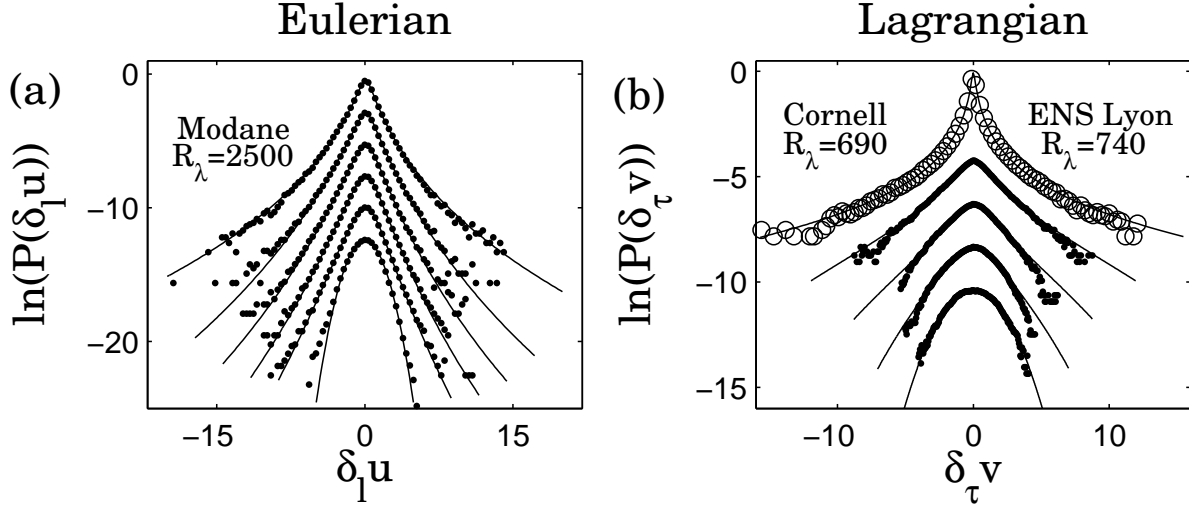 Eulerian
Lagrangian
(a)
Modane
R_λ=2500
ln(P(δ_l u))
0
−10
−20
−15
0
15
δ_l u
(b)
Cornell
R_λ=690
ENS Lyon
R_λ=740
ln(P(δ_τ v))
0
−5
−10
−15
−10
0
10
δ_τ v